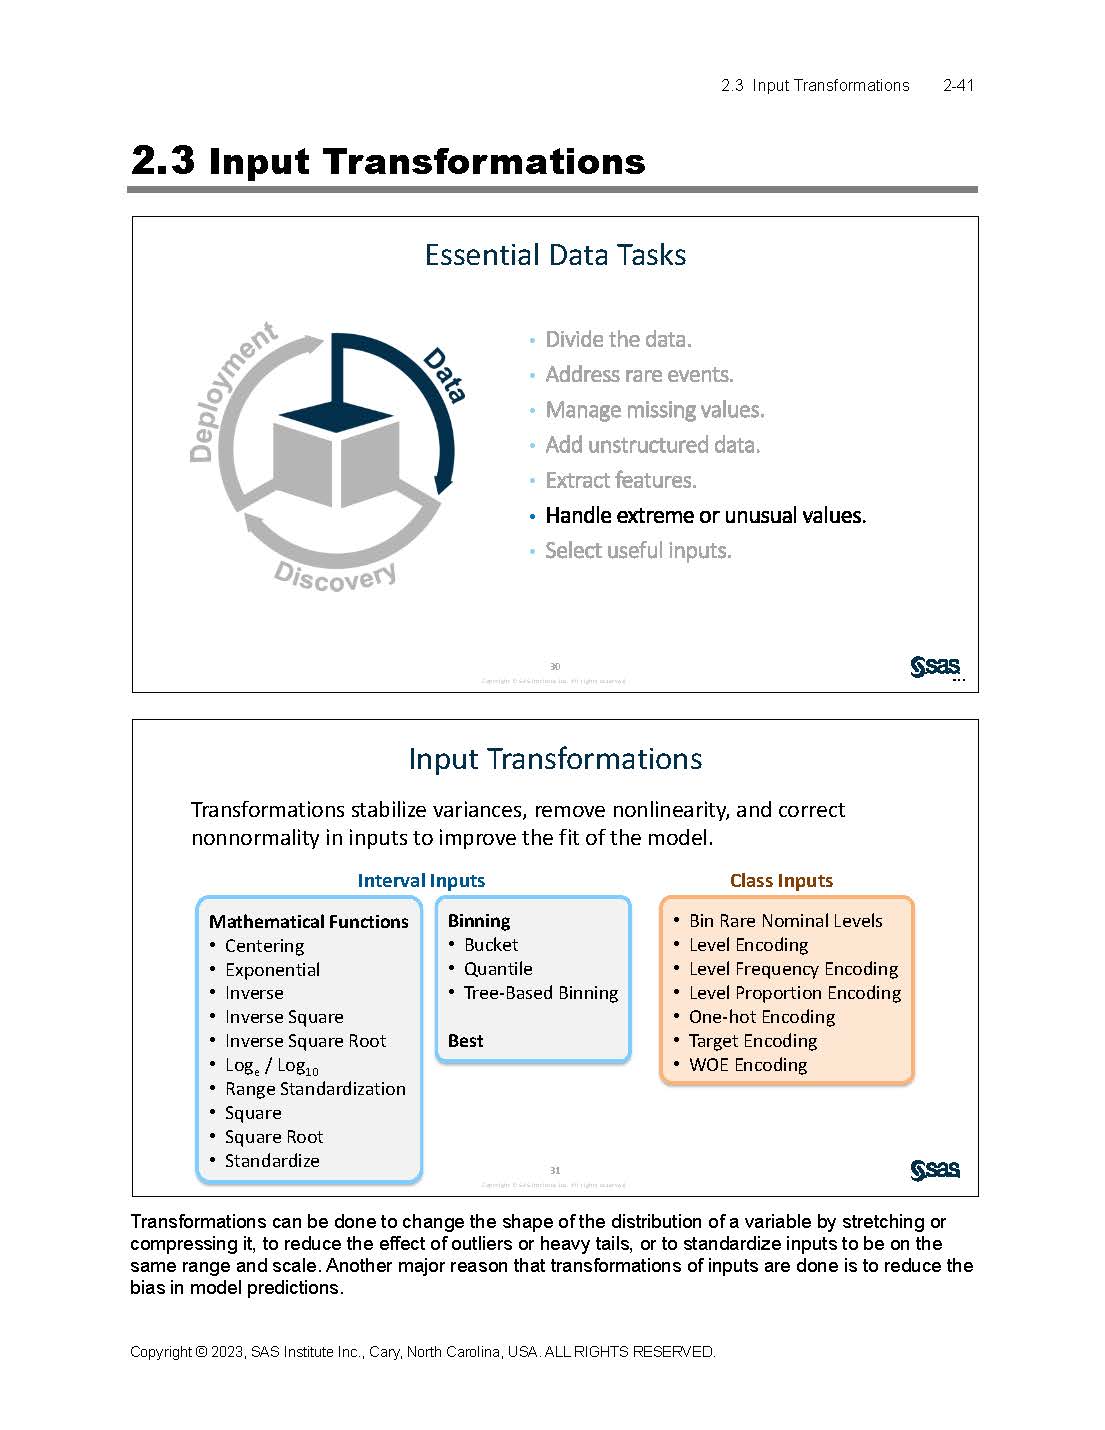 2.3 Input Transformations 2-41
2.3 Input Transformations
Essential Data Tasks
Deployment
Data
Discovery
• Divide the data.
• Address rare events.
• Manage missing values.
• Add unstructured data.
• Extract features.
• Handle extreme or unusual values.
• Select useful inputs.
30
Copyright © SAS Institute Inc. All rights reserved.
sas
...
Input Transformations
Transformations stabilize variances, remove nonlinearity, and correct
nonnormality in inputs to improve the fit of the model.
Interval Inputs
Mathematical Functions
• Centering
• Exponential
• Inverse
• Inverse Square
• Inverse Square Root
• Logₑ / Log₁₀
• Range Standardization
• Square
• Square Root
• Standardize
Binning
• Bucket
• Quantile
• Tree-Based Binning
Best
Class Inputs
• Bin Rare Nominal Levels
• Level Encoding
• Level Frequency Encoding
• Level Proportion Encoding
• One-hot Encoding
• Target Encoding
• WOE Encoding
31
Copyright © SAS Institute Inc. All rights reserved.
sas
Transformations can be done to change the shape of the distribution of a variable by stretching or
compressing it, to reduce the effect of outliers or heavy tails, or to standardize inputs to be on the
same range and scale. Another major reason that transformations of inputs are done is to reduce the
bias in model predictions.
Copyright © 2023, SAS Institute Inc., Cary, North Carolina, USA. ALL RIGHTS RESERVED.